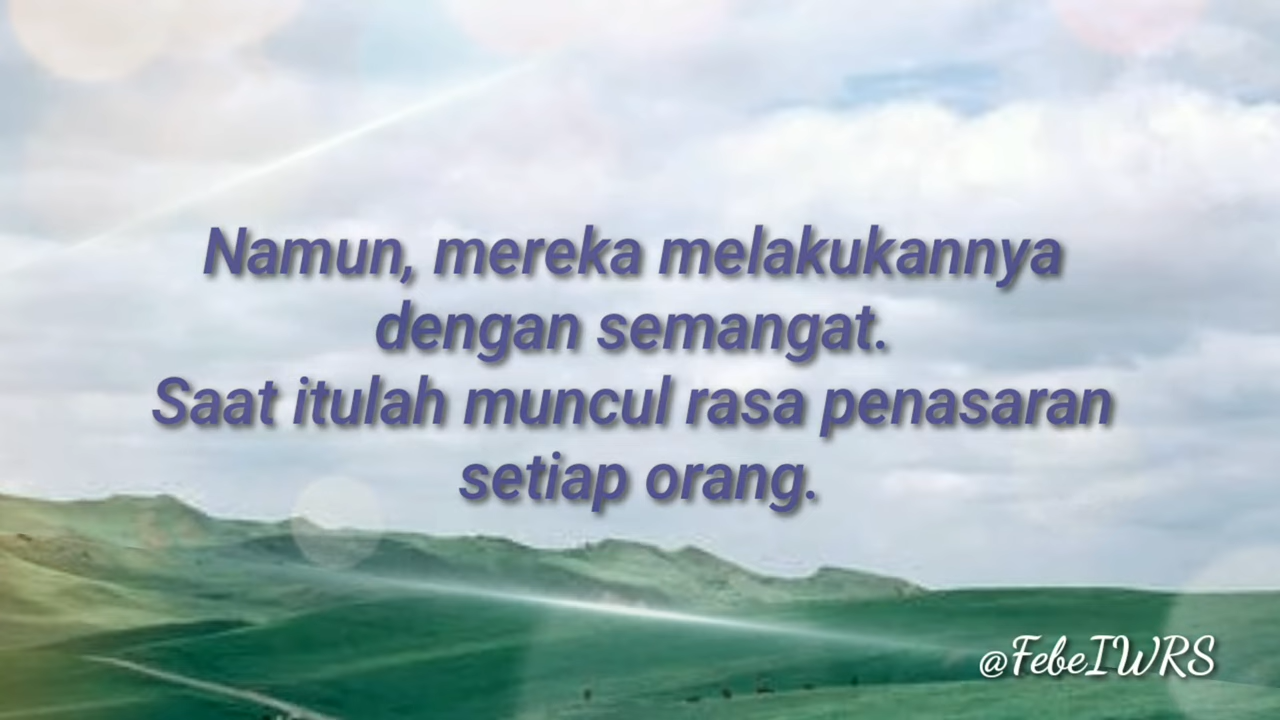 Namun, mereka melakukannya
dengan semangat.
Saat itulah muncul rasa penasaran
setiap orang.
@FebeIWRS